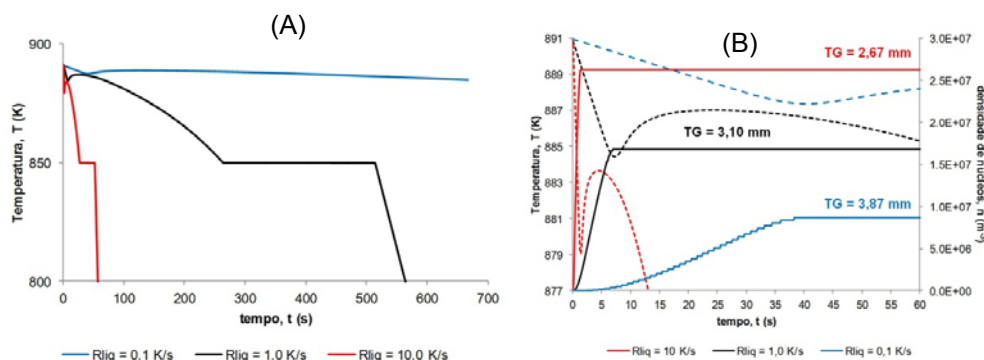 (A)
Temperatura, T (K)
900
850
800
0 100 200 300 400 500 600 700
tempo, t (s)
Rliq = 0.1 K/s Rliq = 1.0 K/s Rliq = 10.0 K/s
(B)
Temperatura, T (K)
891
889
887
885
883
881
879
877
TG = 2,67 mm
TG = 3,10 mm
TG = 3,87 mm
3.0E+07
2.5E+07
2.0E+07
1.5E+07
1.0E+07
5.0E+06
0.0E+00
densidade de núcleos, n (m⁻³)
0 5 10 15 20 25 30 35 40 45 50 55 60
tempo, t (s)
Rliq = 10 K/s Rliq = 1,0 K/s Rliq = 0,1 K/s